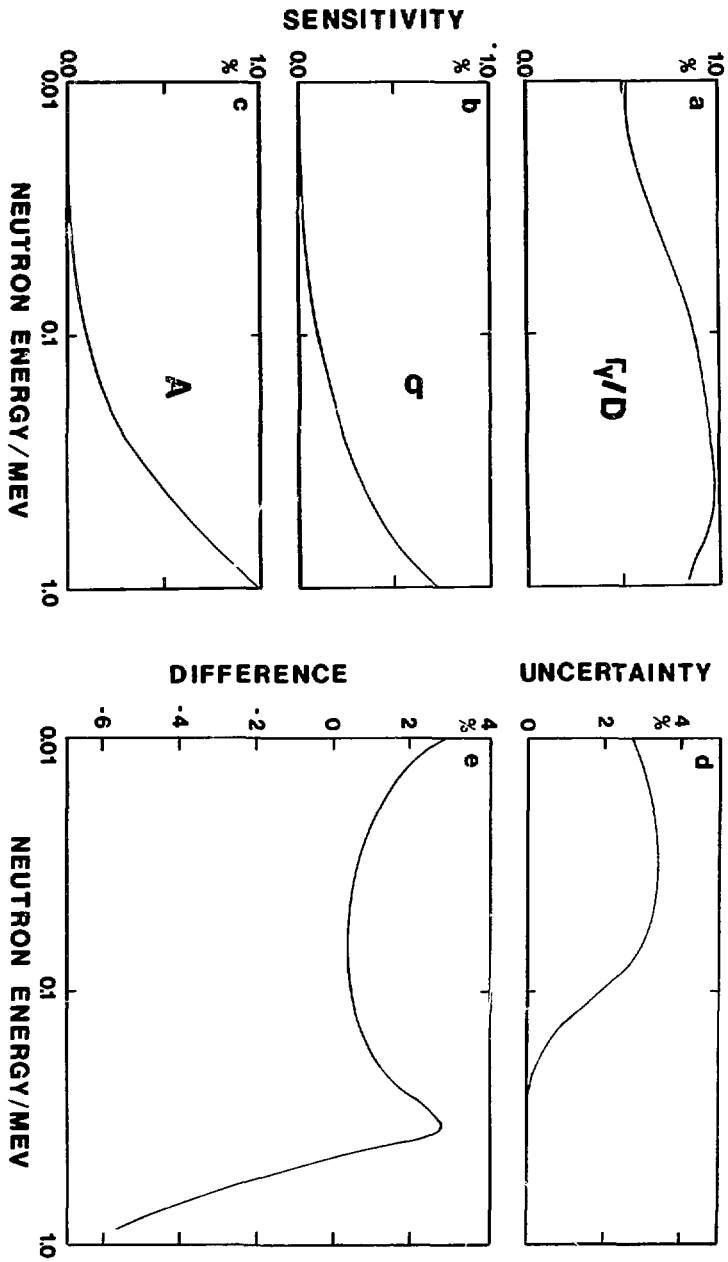 SENSITIVITY
%
1.0
0.0
a
Γγ/D
%
1.0
0.0
b
%
1.0
0.0
c
A
0.01
0.1
1.0
NEUTRON ENERGY/MEV
UNCERTAINTY
%
4
2
0
d
DIFFERENCE
%
4
2
0
-2
-4
-6
e
0.01
0.1
1.0
NEUTRON ENERGY/MEV